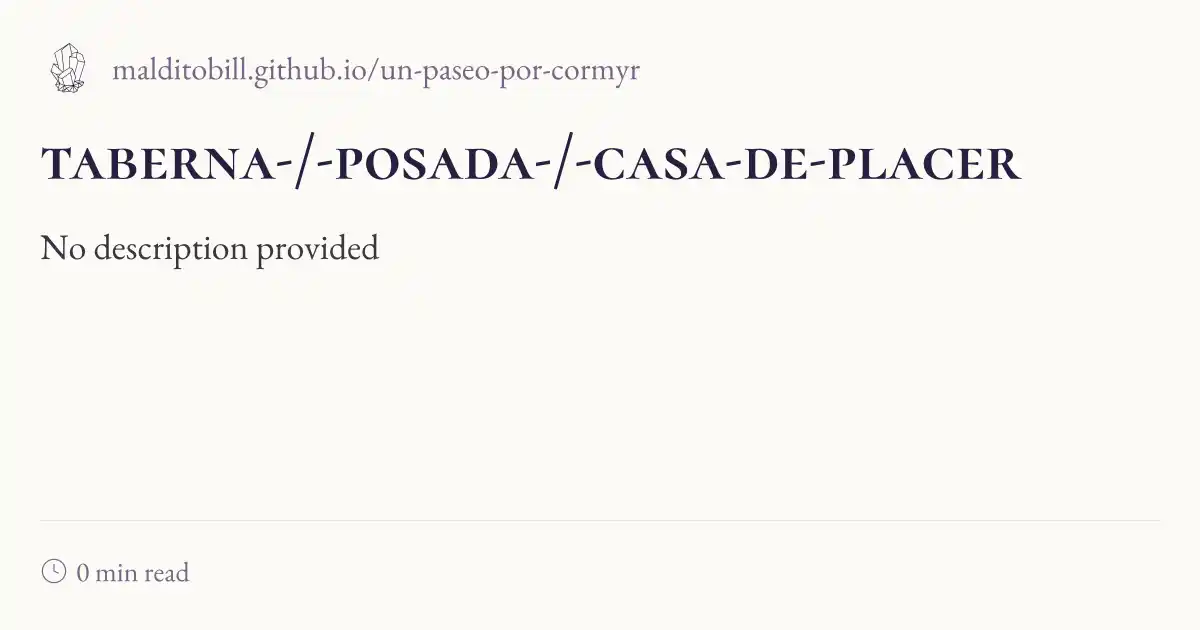 malditobill.github.io/un-paseo-por-cormyr
TABERNA-/-POSADA-/-CASA-DE-PLACER
No description provided
0 min read